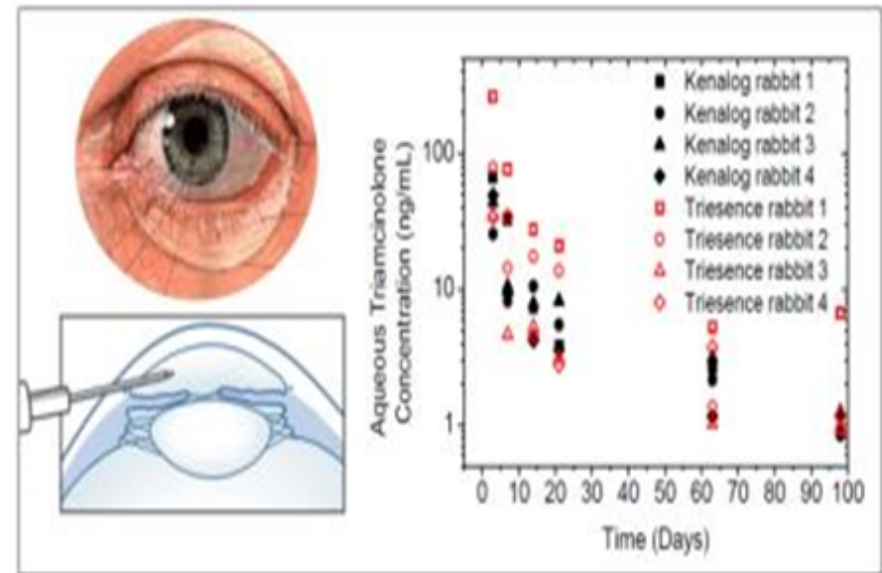 Kenalog rabbit 1
Kenalog rabbit 2
Kenalog rabbit 3
Kenalog rabbit 4
Triesence rabbit 1
Triesence rabbit 2
Triesence rabbit 3
Triesence rabbit 4
Aqueous Triamcinolone
Concentration (ng/mL)
100
10
1
0 10 20 30 40 50 60 70 80 90 100
Time (Days)